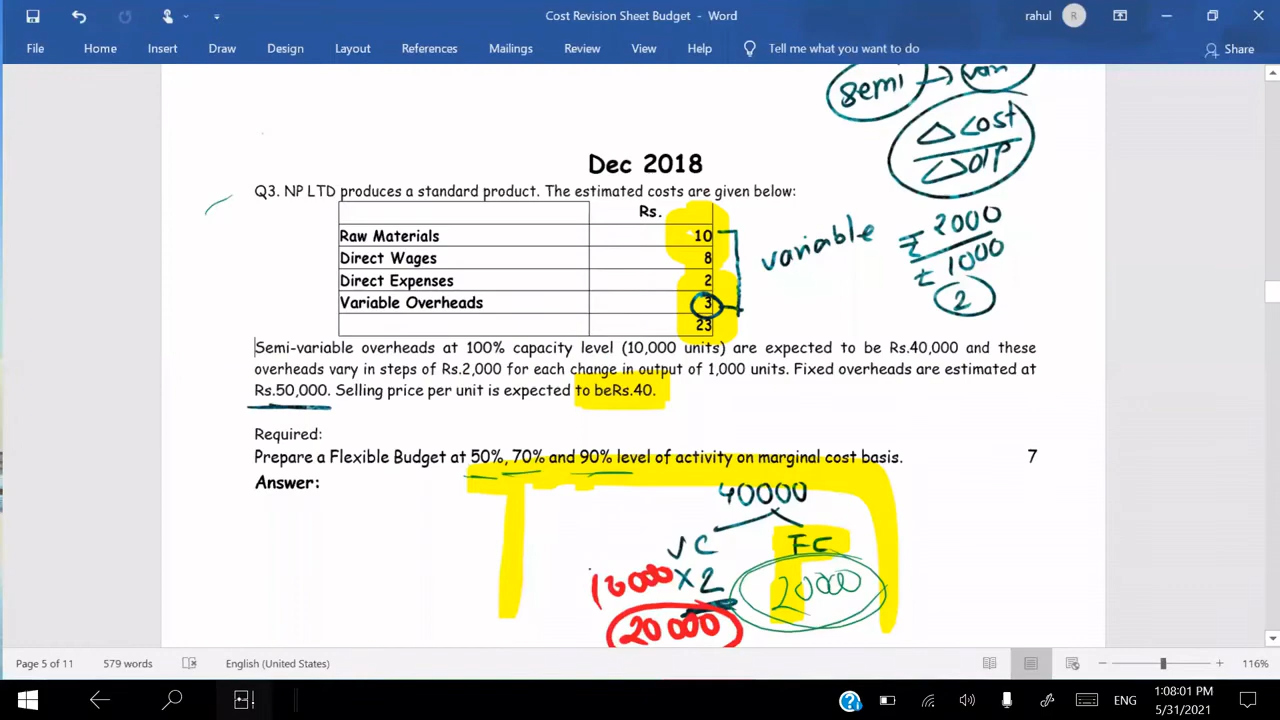 Cost Revision Sheet Budget - Word
rahul R
File Home Insert Draw Design Layout References Mailings Review View Help Tell me what you want to do Share
semi → van
Δ cost
Δ o/p
Dec 2018
Q3. NP LTD produces a standard product. The estimated costs are given below:
Rs.
Raw Materials 10
Direct Wages 8
Direct Expenses 2
Variable Overheads 3
23
variable
₹ 2000
₹ 1000
2
Semi-variable overheads at 100% capacity level (10,000 units) are expected to be Rs.40,000 and these
overheads vary in steps of Rs.2,000 for each change in output of 1,000 units. Fixed overheads are estimated at
Rs.50,000. Selling price per unit is expected to beRs.40.
Required:
Prepare a Flexible Budget at 50%, 70% and 90% level of activity on marginal cost basis. 7
Answer:
40000
VC FC
10000 x 2 20000
20000
Page 5 of 11 579 words English (United States) 116%
ENG 1:08:01 PM
5/31/2021